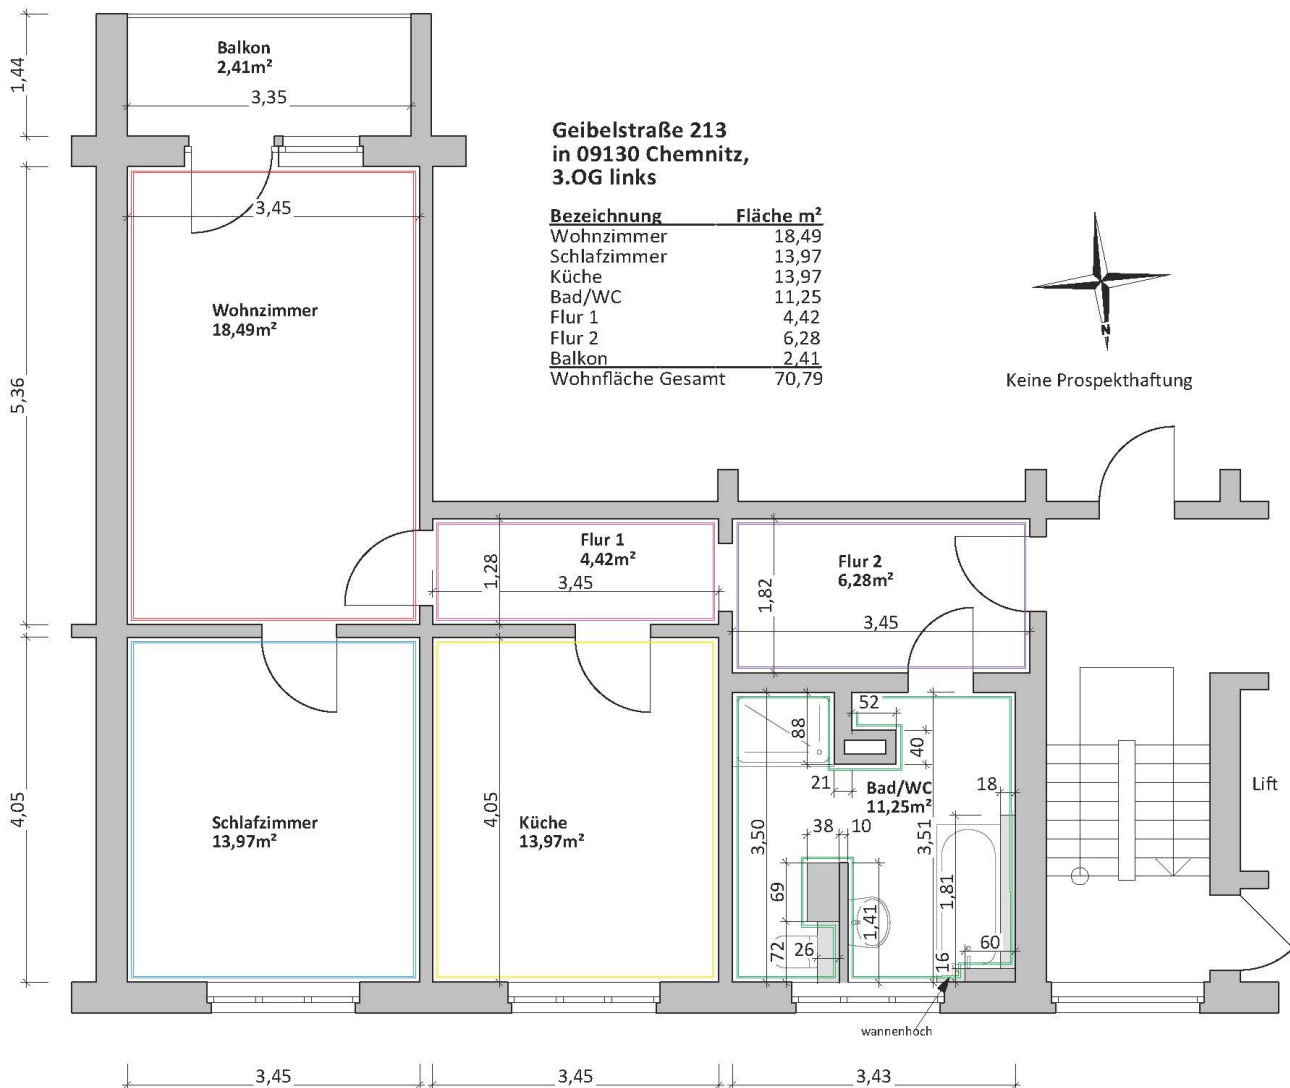 Balkon
2,41m²
1,44
3,35
Geibelstraße 213
in 09130 Chemnitz,
3.OG links
Bezeichnung Fläche m²
Wohnzimmer 18,49
Schlafzimmer 13,97
Küche 13,97
Bad/WC 11,25
Flur 1 4,42
Flur 2 6,28
Balkon 2,41
Wohnfläche Gesamt 70,79
N
Keine Prospekthaftung
3,45
Wohnzimmer
18,49m²
5,36
Flur 1
4,42m²
1,28
3,45
Flur 2
6,28m²
1,82
3,45
Schlafzimmer
13,97m²
4,05
Küche
13,97m²
4,05
52
88
40
21
Bad/WC
11,25m²
18
3,50
38
10
3,51
69
1,41
1,81
72
26
60
16
wannenhoch
Lift
3,45
3,45
3,43